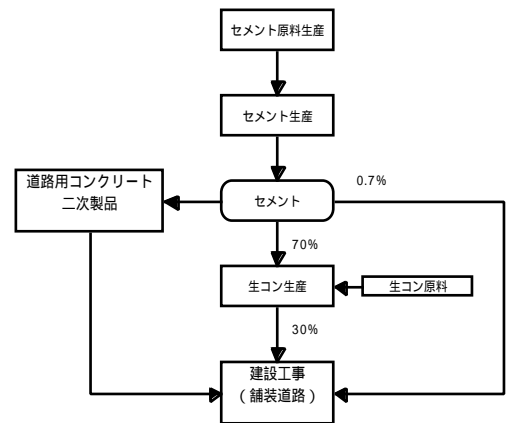 セメント原料生産
セメント生産
道路用コンクリート
二次製品
セメント
0.7%
70%
生コン生産
生コン原料
30%
建設工事
(舗装道路)